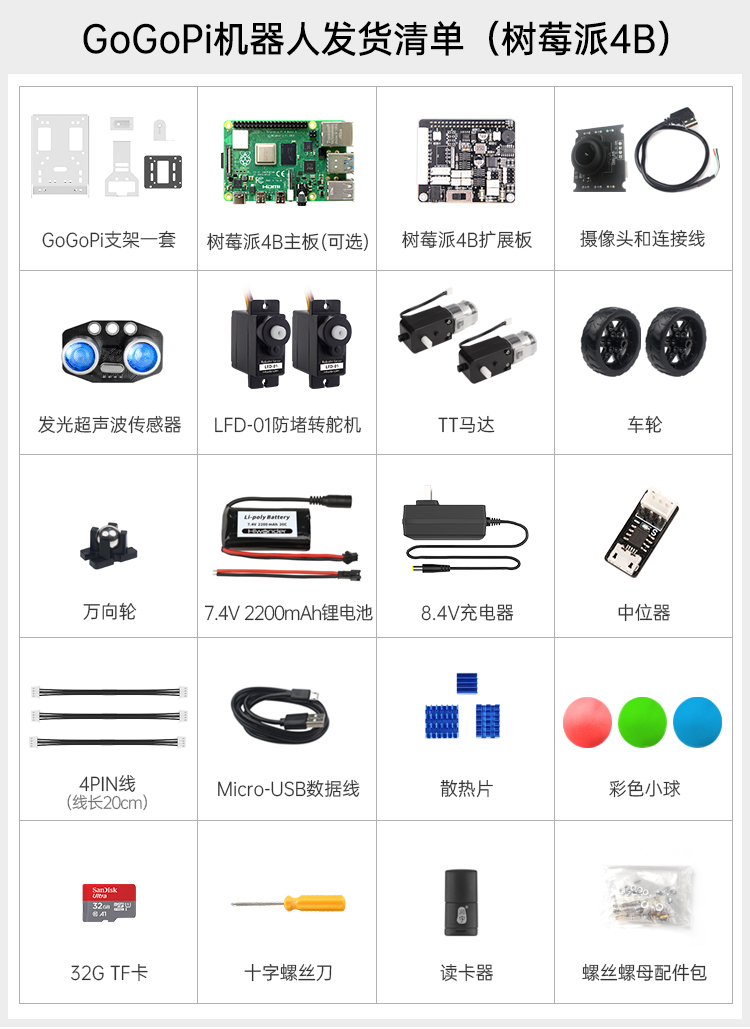 GoGoPi机器人发货清单（树莓派4B）
GoGoPi支架一套
HDMI
树莓派4B主板(可选)
树莓派4B扩展板
摄像头和连接线
发光超声波传感器
LFD-01
LFD-01
LFD-01防堵转舵机
TT马达
车轮
万向轮
Li-poly Battery
7.4V 2200mAh 20C
Hiwonder
7.4V 2200mAh锂电池
8.4V充电器
中位器
4PIN线
（线长20cm）
Micro-USB数据线
散热片
彩色小球
SanDisk
Ultra
32GB
A1
32G TF卡
十字螺丝刀
读卡器
螺丝螺母配件包